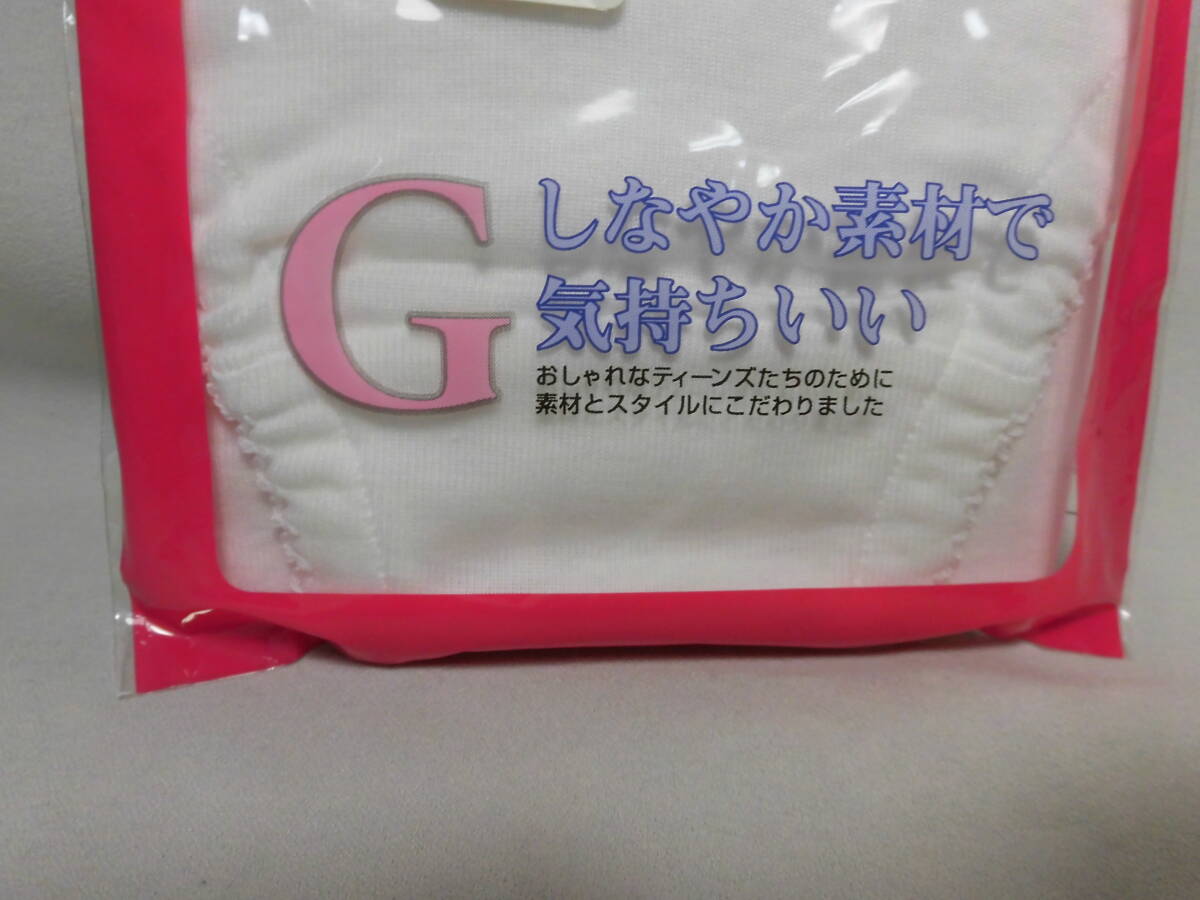 G
しなやか素材で
気持ちいい
おしゃれなティーンズたちのために
素材とスタイルにこだわりました